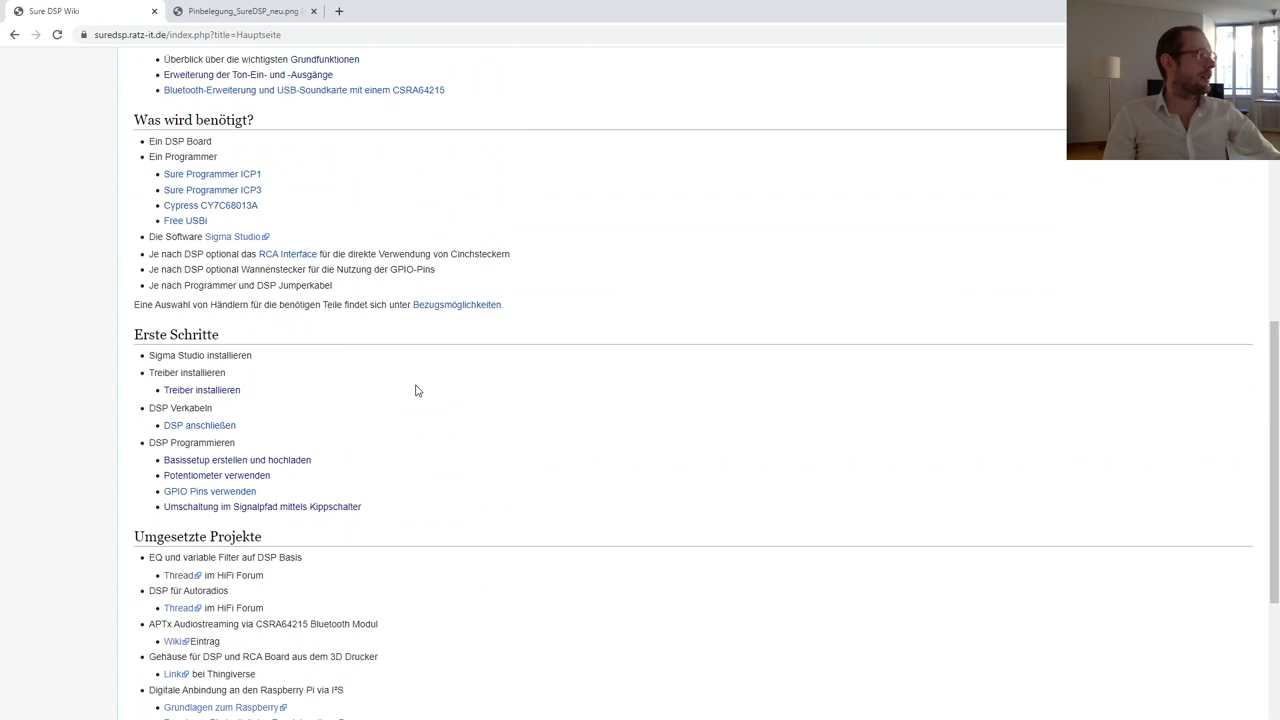 Sure DSP Wiki
Pinbelegung_SureDSP_neu.png
suredsp.ratz-it.de/index.php?title=Hauptseite
Überblick über die wichtigsten Grundfunktionen
Erweiterung der Ton-Ein- und -Ausgänge
Bluetooth-Erweiterung und USB-Soundkarte mit einem CSRA64215
Was wird benötigt?
Ein DSP Board
Ein Programmer
Sure Programmer ICP1
Sure Programmer ICP3
Cypress CY7C68013A
Free USBi
Die Software Sigma Studio
Je nach DSP optional das RCA Interface für die direkte Verwendung von Cinchsteckern
Je nach DSP optional Wannenstecker für die Nutzung der GPIO-Pins
Je nach Programmer und DSP Jumperkabel
Eine Auswahl von Händlern für die benötigen Teile findet sich unter Bezugsmöglichkeiten.
Erste Schritte
Sigma Studio installieren
Treiber installieren
Treiber installieren
DSP Verkabeln
DSP anschließen
DSP Programmieren
Basissetup erstellen und hochladen
Potentiometer verwenden
GPIO Pins verwenden
Umschaltung im Signalpfad mittels Kippschalter
Umgesetzte Projekte
EQ und variable Filter auf DSP Basis
Thread im HiFi Forum
DSP für Autoradios
Thread im HiFi Forum
APTx Audiostreaming via CSRA64215 Bluetooth Modul
Wiki Eintrag
Gehäuse für DSP und RCA Board aus dem 3D Drucker
Link bei Thingiverse
Digitale Anbindung an den Raspberry Pi via I²S
Grundlagen zum Raspberry